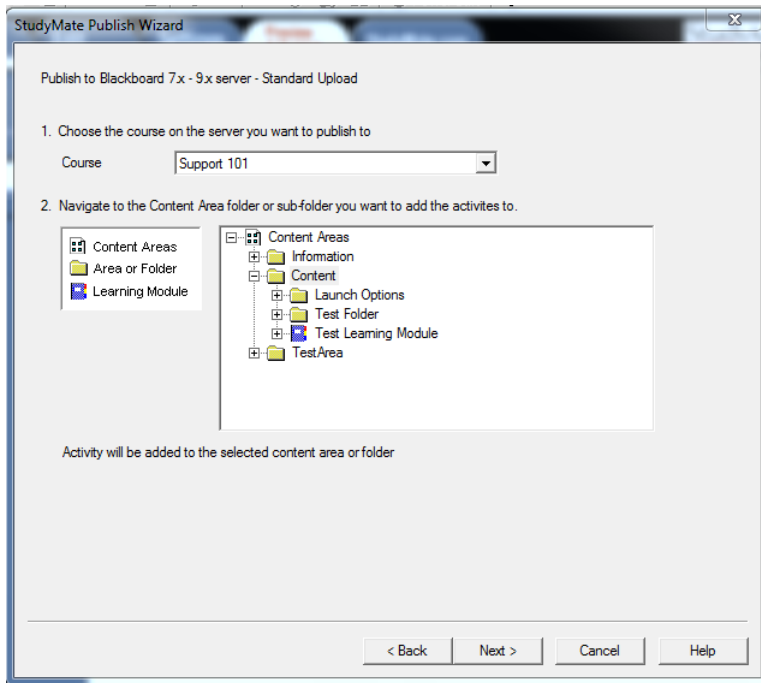 StudyMate Publish Wizard
Publish to Blackboard 7.x - 9.x server - Standard Upload
1. Choose the course on the server you want to publish to
Course Support 101
2. Navigate to the Content Area folder or sub-folder you want to add the activites to.
Content Areas
Area or Folder
Learning Module
Content Areas
Information
Content
Launch Options
Test Folder
Test Learning Module
TestArea
Activity will be added to the selected content area or folder
< Back Next > Cancel Help